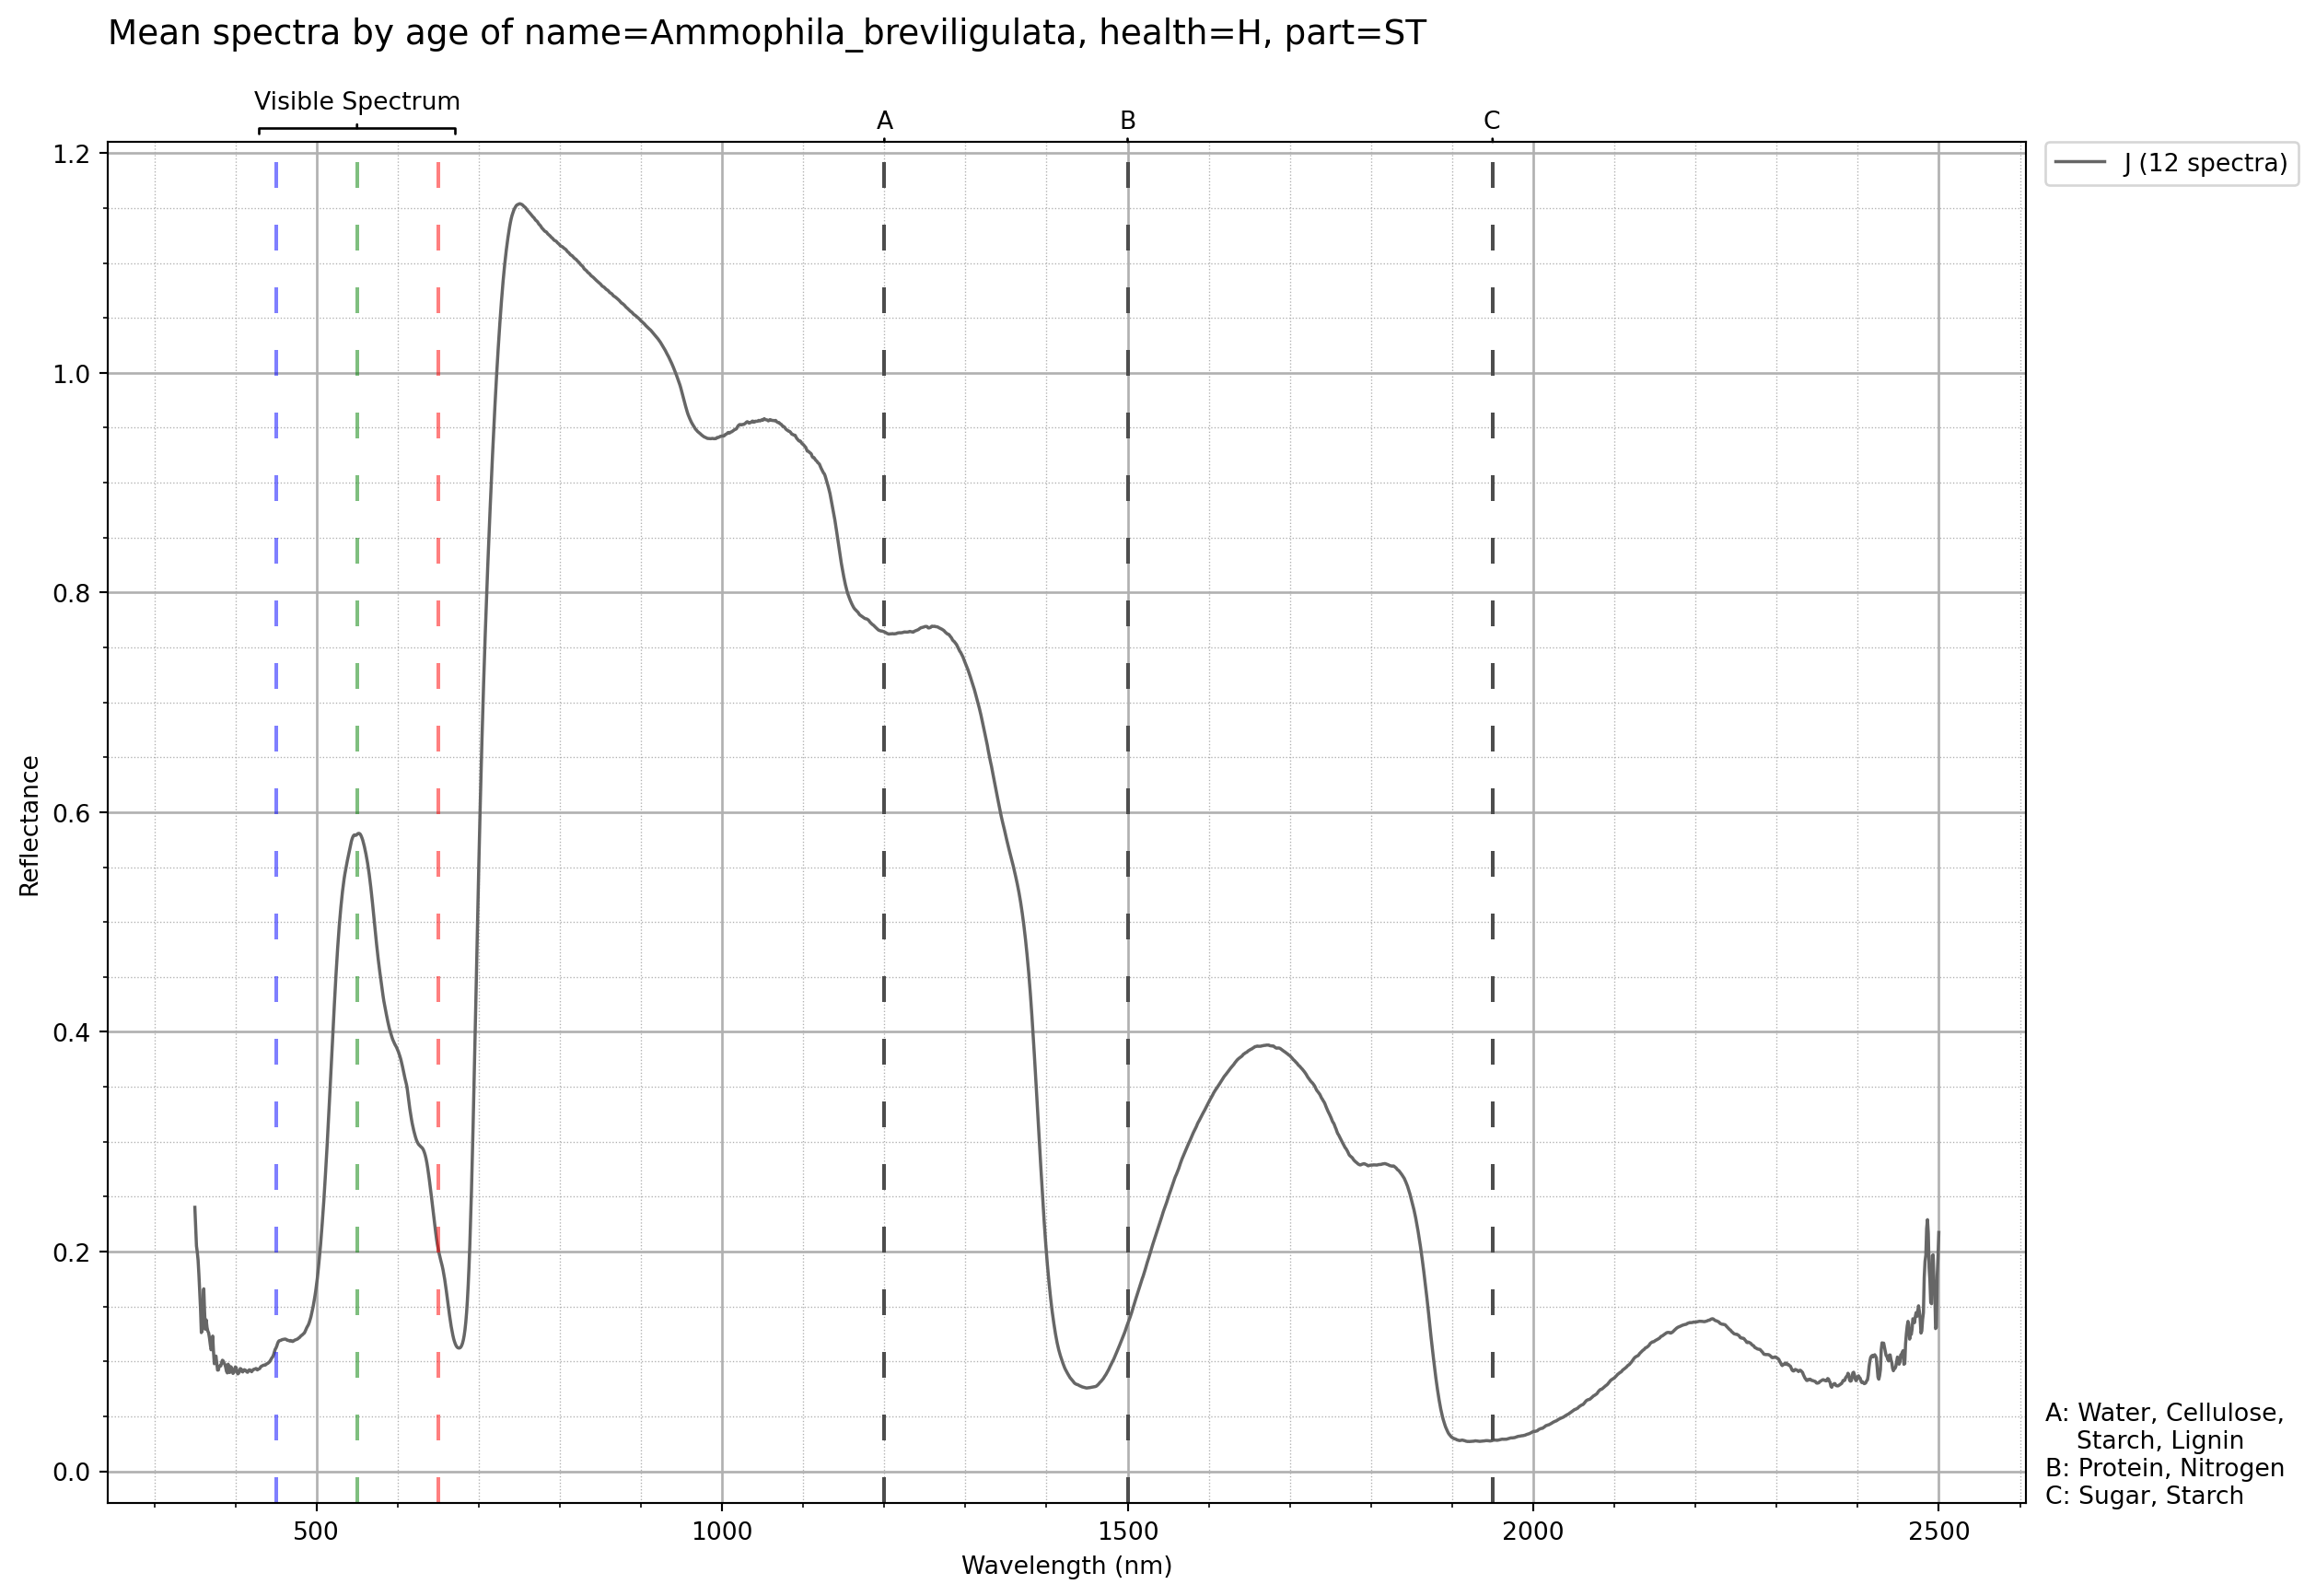 Mean spectra by age of name=Ammophila_breviligulata, health=H, part=ST
Visible Spectrum
A
B
C
J (12 spectra)
1.2
1.0
0.8
0.6
0.4
0.2
0.0
Reflectance
500
1000
1500
2000
2500
Wavelength (nm)
A: Water, Cellulose,
Starch, Lignin
B: Protein, Nitrogen
C: Sugar, Starch